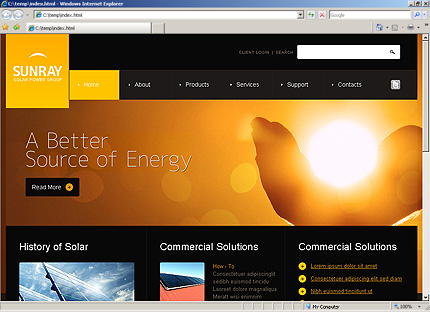 C:\temp\index.html - Windows Internet Explorer
C:\temp\index.html
Google
C:\temp\index.html
CLIENT LOGIN | SEARCH
SUNRAY
SOLAR POWER GROUP
Home
About
Products
Services
Support
Contacts
A Better
Source of Energy
Read More
History of Solar
Commercial Solutions
How - To
Consectetuer adipiscinglit
sed euismod tincidu
Laoreet dolore magnaliqua
Meratit wisi enimnim
Commercial Solutions
Lorem ipsum dolor sit amet
Consectetuer adipiscing elit sed diam
Nibh euismod tincidunt ut
My Computer
100%